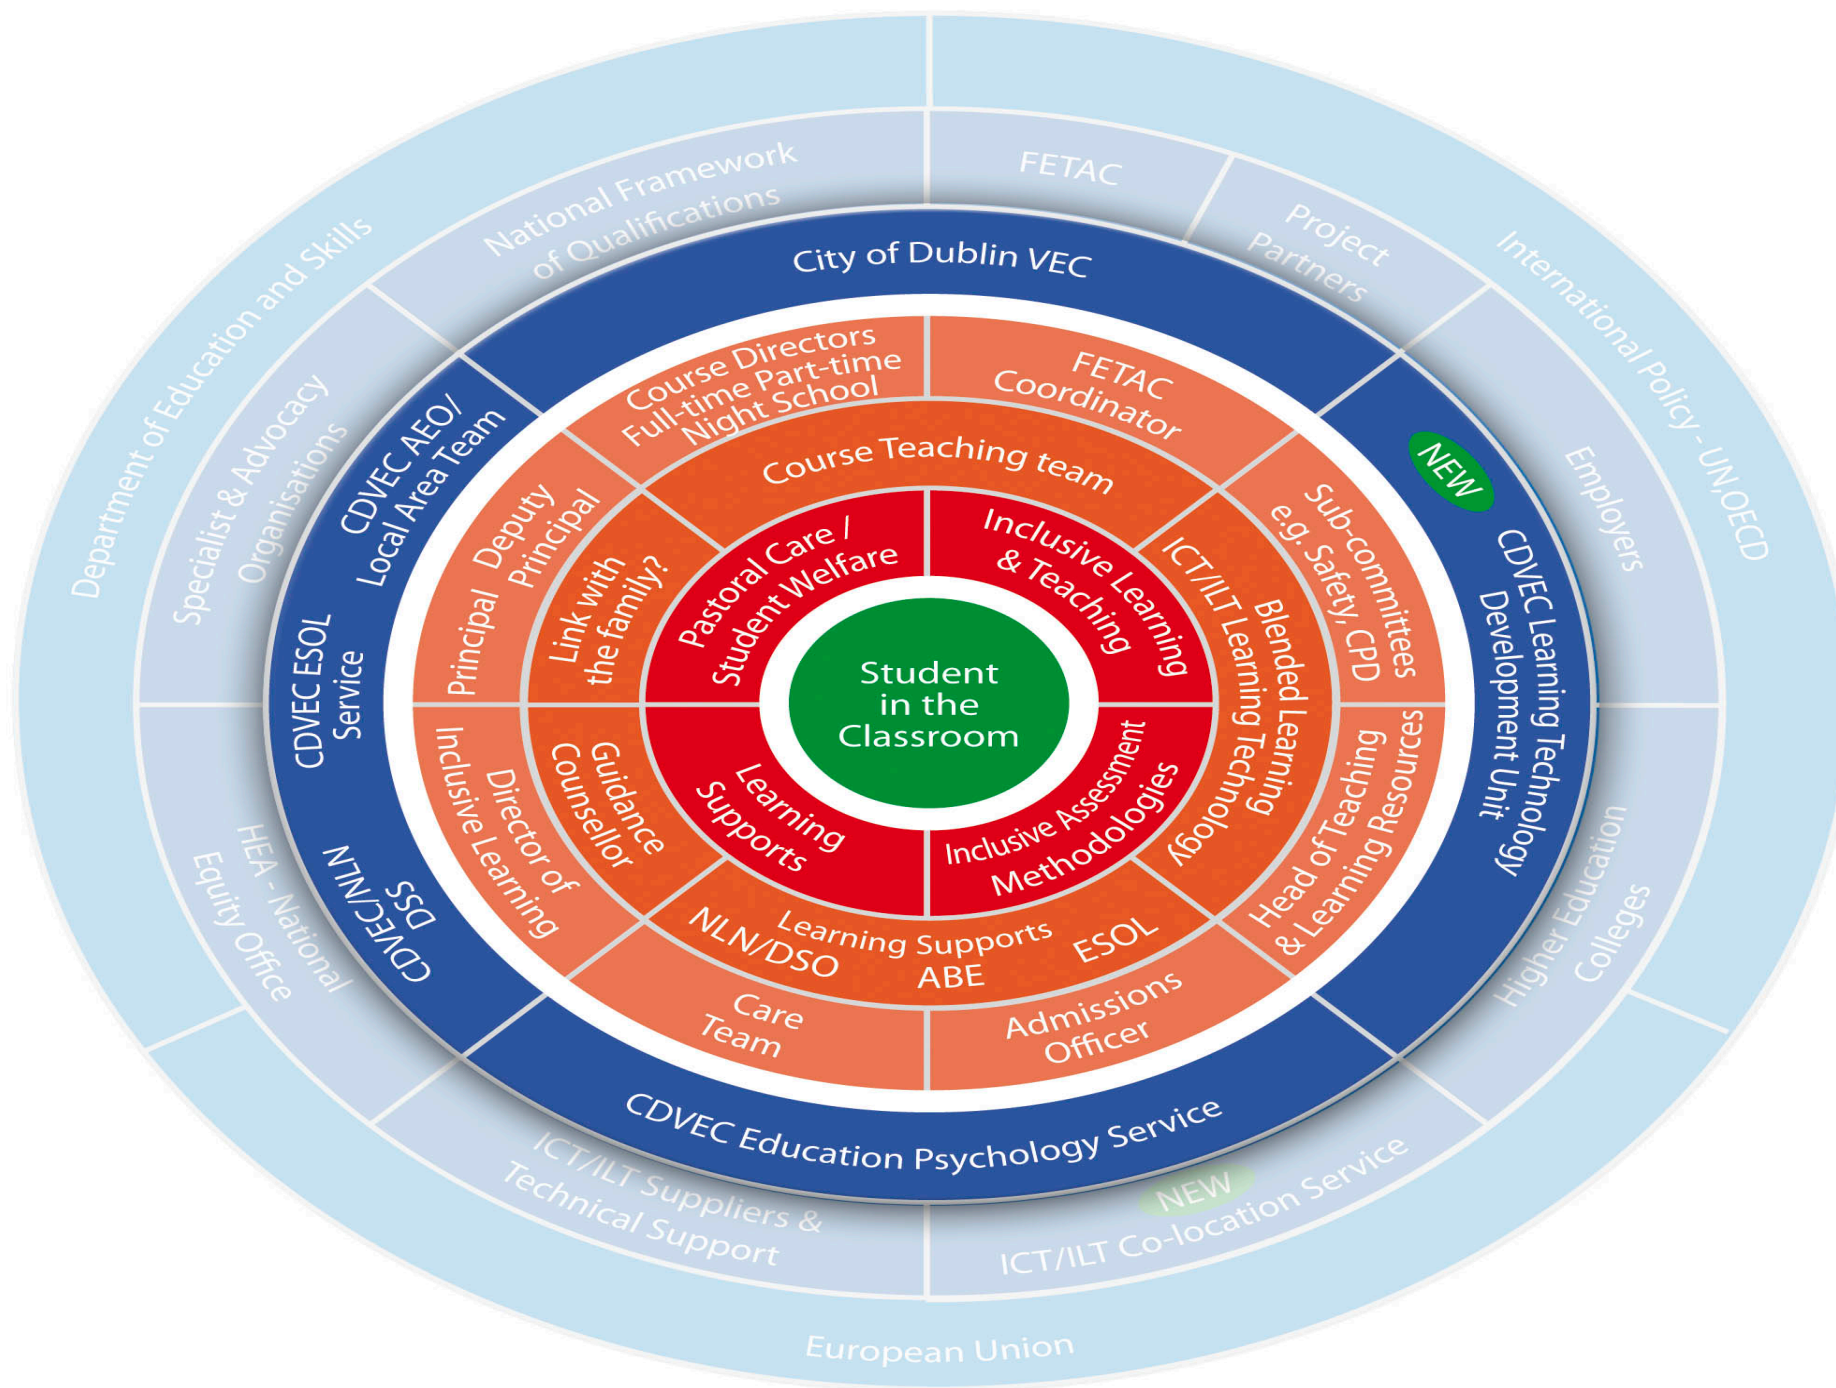 Department of Education and Skills
International Policy - UN,OECD
European Union
National Framework
of Qualifications
FETAC
Project
Partners
Employers
Higher Education
Colleges
NEW
ICT/ILT Co-location Service
ICT/ILT Suppliers &
Technical Support
HEA - National
Equity Office
Specialist & Advocacy
Organisations
City of Dublin VEC
NEW
CDVEC Learning Technology
Development Unit
CDVEC Education Psychology Service
CDVEC/NLN
DSS
CDVEC ESOL
Service
CDVEC AEO/
Local Area Team
Course Directors
Full-time Part-time
Night School
FETAC
Coordinator
Sub-committees
e.g. Safety, CPD
Head of Teaching
& Learning Resources
Admissions
Officer
Care
Team
Director of
Inclusive Learning
Principal Deputy
Principal
Course Teaching team
Blended Learning
ICT/ILT Learning Technology
Learning Supports
NLN/DSO ABE ESOL
Guidance
Counsellor
Link with
the family?
Pastoral Care /
Student Welfare
Inclusive Learning
& Teaching
Inclusive Assessment
Methodologies
Learning
Supports
Student
in the
Classroom